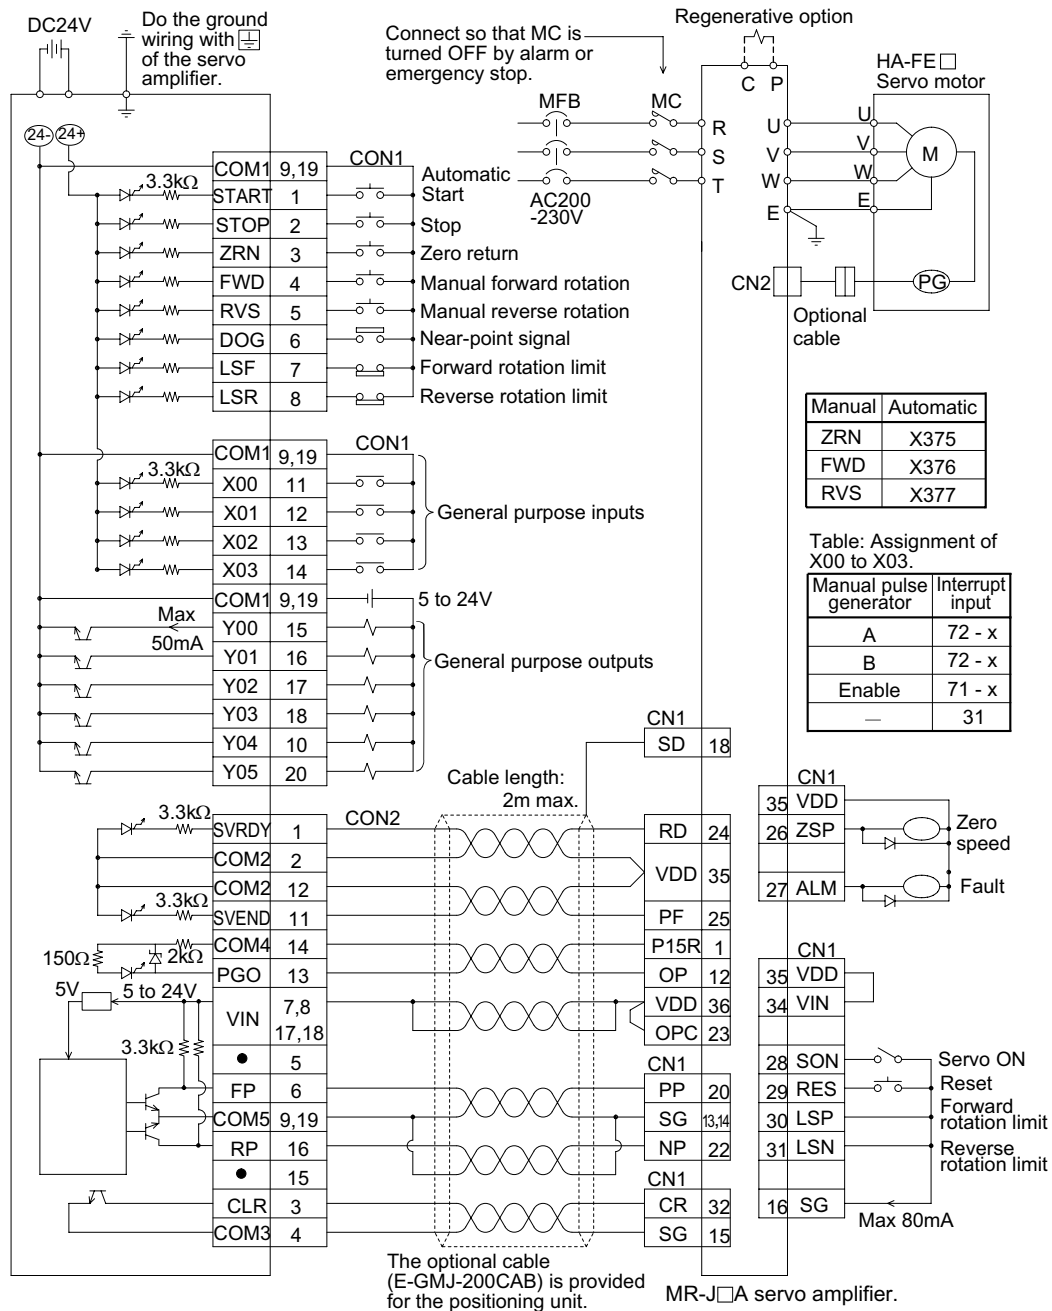 DC24V
Do the ground
wiring with
of the servo
amplifier.
Connect so that MC is
turned OFF by alarm or
emergency stop.
Regenerative option
C P
HA-FE □
Servo motor
MFB
MC
R
S
T
U
V
W
E
U
V
W
E
M
AC200
-230V
CN2
PG
Optional
cable
24-
24+
COM1 9,19
CON1
3.3kΩ
START 1
Automatic
Start
STOP 2 Stop
ZRN 3 Zero return
FWD 4 Manual forward rotation
RVS 5 Manual reverse rotation
DOG 6 Near-point signal
LSF 7 Forward rotation limit
LSR 8 Reverse rotation limit
Manual Automatic
ZRN X375
FWD X376
RVS X377
COM1 9,19
CON1
3.3kΩ
X00 11
X01 12
X02 13
X03 14
General purpose inputs
Table: Assignment of
X00 to X03.
Manual pulse
generator
Interrupt
input
A 72 - x
B 72 - x
Enable 71 - x
— 31
COM1 9,19 5 to 24V
Max
50mA
Y00 15
Y01 16
Y02 17
Y03 18
Y04 10
Y05 20
General purpose outputs
CN1
SD 18
Cable length:
2m max.
3.3kΩ
SVRDY 1
CON2
COM2 2
COM2 12
3.3kΩ
SVEND 11
COM4 14
150Ω
2kΩ
PGO 13
5V
5 to 24V
VIN
7,8
17,18
3.3kΩ
● 5
FP 6
COM5 9,19
RP 16
● 15
CLR 3
COM3 4
RD 24
VDD 35
PF 25
P15R 1
OP 12
VDD 36
OPC 23
CN1
PP 20
SG 13,14
NP 22
CN1
CR 32
SG 15
CN1
35 VDD
26 ZSP
Zero
speed
27 ALM Fault
CN1
35 VDD
34 VIN
28 SON Servo ON
29 RES Reset
30 LSP
Forward
rotation limit
31 LSN
Reverse
rotation limit
16 SG
Max 80mA
The optional cable
(E-GMJ-200CAB) is provided
for the positioning unit.
MR-J□A servo amplifier.